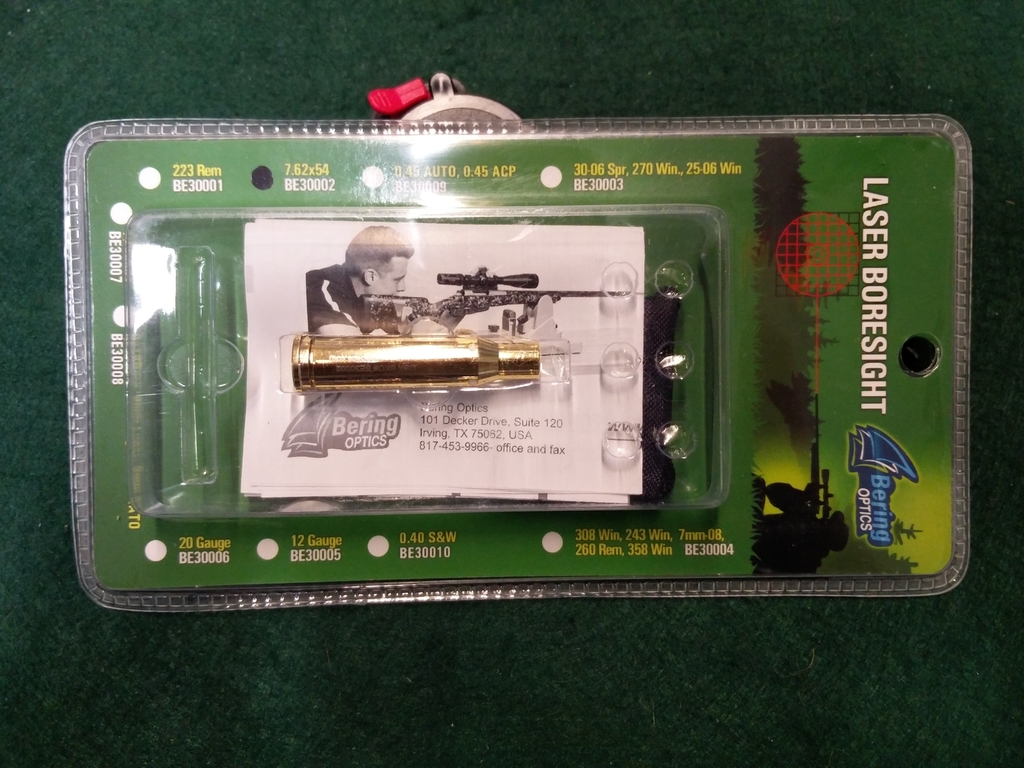 223 Rem
BE30001
7.62x54
BE30002
0.45 AUTO, 0.45 ACP
BE30009
30-06 Spr, 270 Win., 25-06 Win
BE30003
BE30007
BE30008
LASER BORESIGHT
Bering
OPTICS
Bering Optics
101 Decker Drive, Suite 120
Irving, TX 75062, USA
817-453-9966- office and fax
Bering
OPTICS
20 Gauge
BE30006
12 Gauge
BE30005
0.40 S&W
BE30010
308 Win, 243 Win, 7mm-08,
260 Rem, 358 Win BE30004